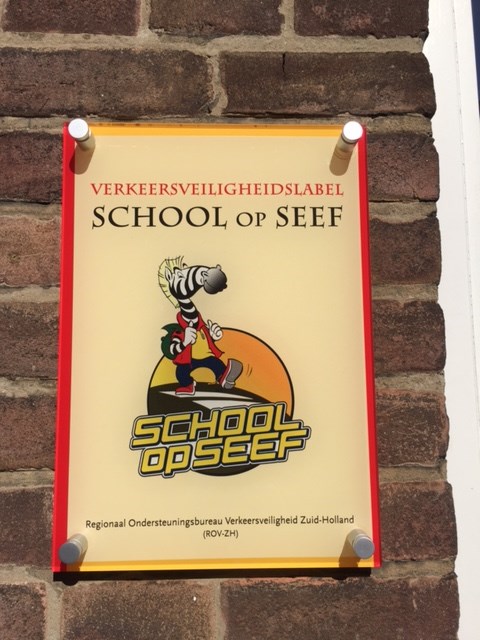 VERKEERSVEILIGHEIDSLABEL
SCHOOL OP SEEF
SCHOOL
OP SEEF
Regionaal Ondersteuningsbureau Verkeersveiligheid Zuid-Holland
(ROV-ZH)